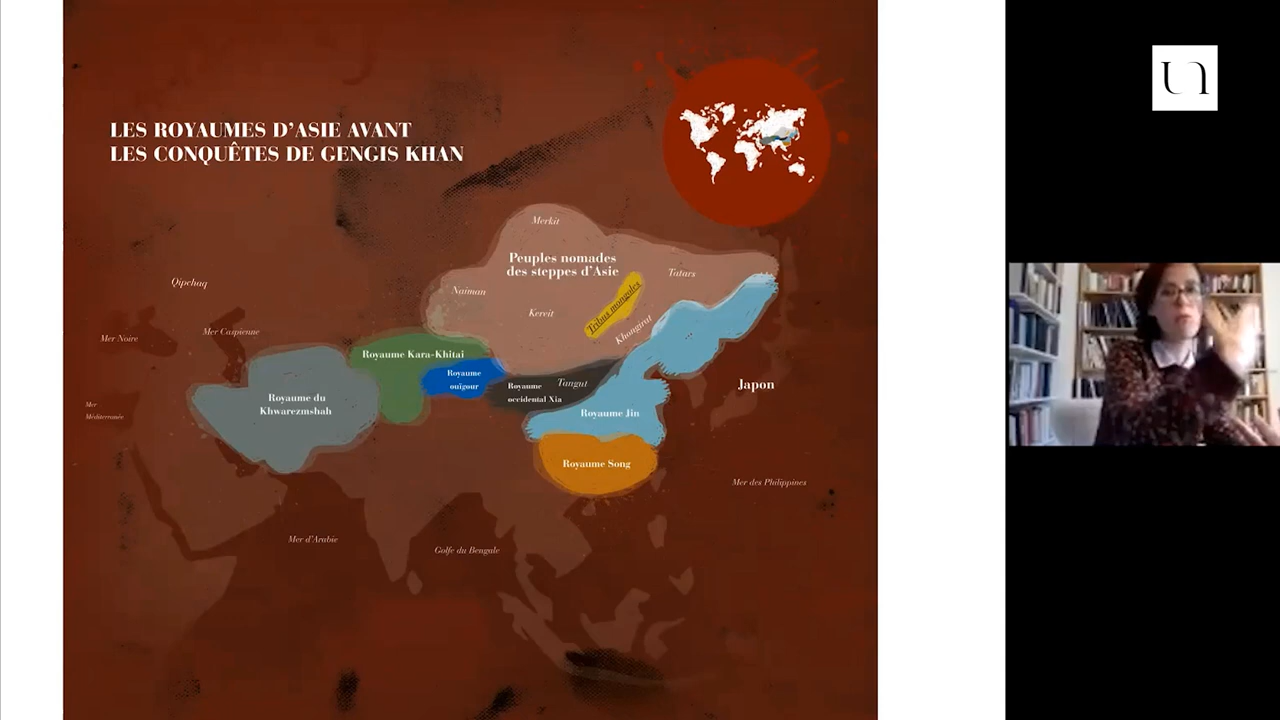 LES ROYAUMES D'ASIE AVANT
LES CONQUÊTES DE GENGIS KHAN
Merkit
Peuples nomades
des steppes d'Asie
Tatars
Qipchaq
Naïman
Tribus mongoles
Kereit
Khongirat
Mer Noire
Mer Caspienne
Royaume Kara-Khitaï
Royaume
ouïgour
Royaume
occidental Xia
Tangut
Japon
Royaume du
Khwarezmshah
Mer
Méditerranée
Royaume Jin
Royaume Song
Mer des Philippines
Mer d'Arabie
Golfe du Bengale